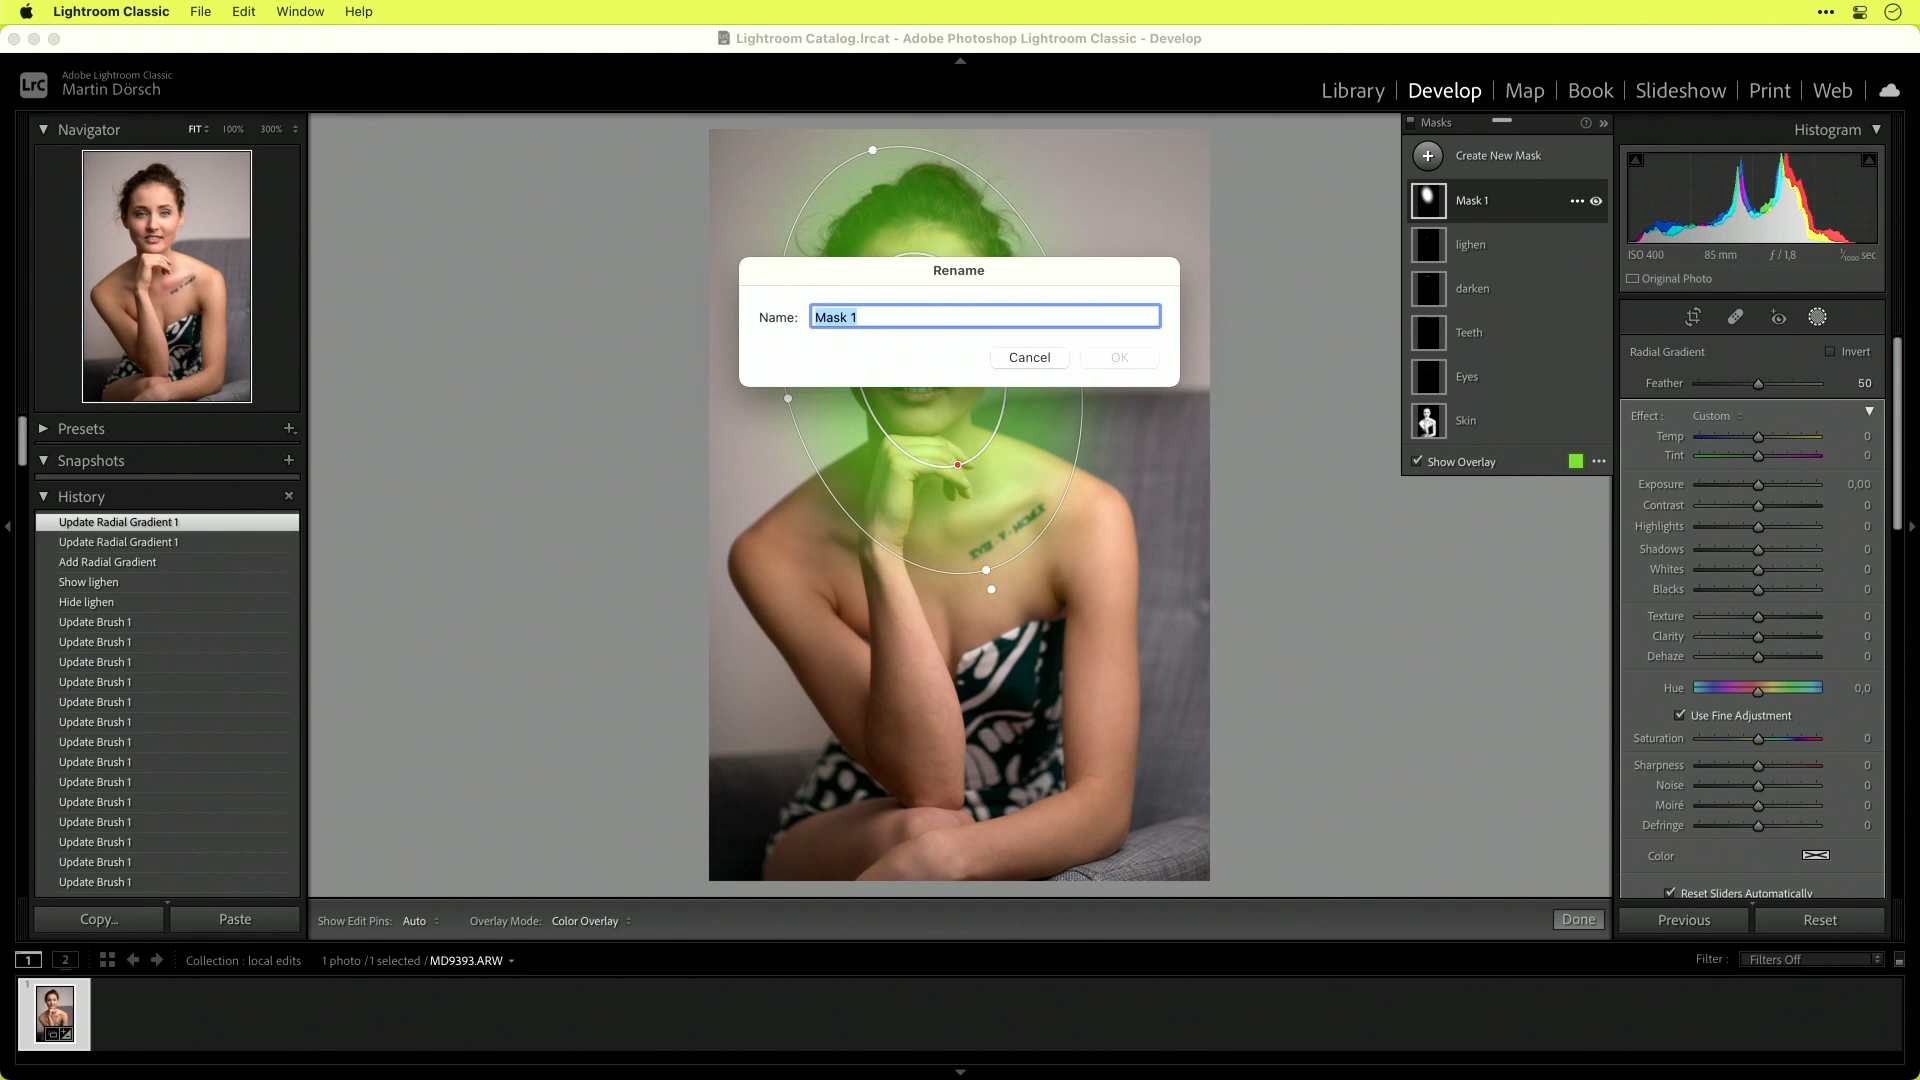 Lightroom Classic File Edit Window Help
Lightroom Catalog.lrcat - Adobe Photoshop Lightroom Classic - Develop
LrC
Adobe Lightroom Classic
Martin Dörsch
Library | Develop | Map | Book | Slideshow | Print | Web
Navigator FIT 100% 300%
Presets
Snapshots
History
Update Radial Gradient 1
Update Radial Gradient 1
Add Radial Gradient
Show lighen
Hide lighen
Update Brush 1
Update Brush 1
Update Brush 1
Update Brush 1
Update Brush 1
Update Brush 1
Update Brush 1
Update Brush 1
Update Brush 1
Update Brush 1
Update Brush 1
Update Brush 1
Update Brush 1
Update Brush 1
Copy... Paste
Rename
Name: Mask 1
Cancel OK
XVIII · V · MCMLX
Masks
Create New Mask
Mask 1
lighen
darken
Teeth
Eyes
Skin
Show Overlay
Histogram
ISO 400 85 mm ƒ / 1,8 1/1000 sec
Original Photo
Radial Gradient Invert
Feather 50
Effect : Custom
Temp 0
Tint 0
Exposure 0,00
Contrast 0
Highlights 0
Shadows 0
Whites 0
Blacks 0
Texture 0
Clarity 0
Dehaze 0
Hue 0,0
Use Fine Adjustment
Saturation 0
Sharpness 0
Noise 0
Moiré 0
Defringe 0
Color
Reset Sliders Automatically
Previous Reset
Show Edit Pins: Auto Overlay Mode: Color Overlay Done
1 2 Collection : local edits 1 photo / 1 selected / MD9393.ARW Filter : Filters Off
1